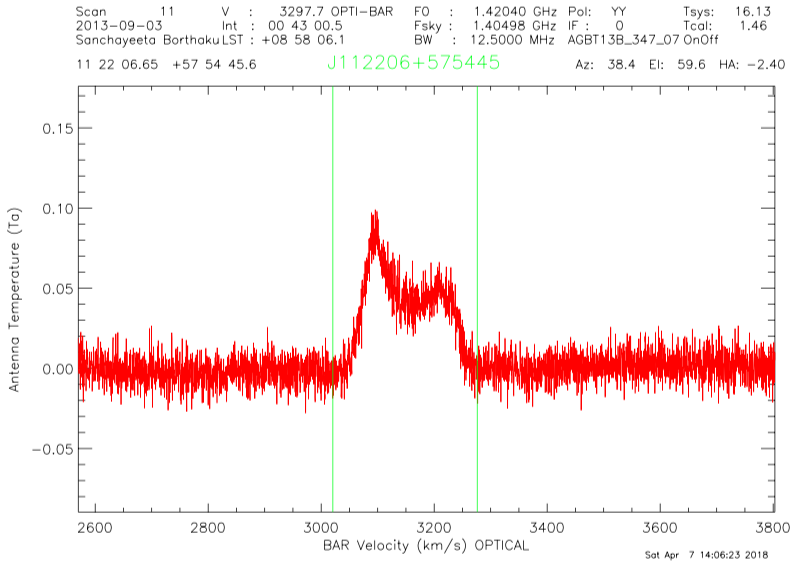 Scan 11 V : 3297.7 OPTI-BAR F0 : 1.42040 GHz Pol: YY Tsys: 16.13
2013-09-03 Int : 00 43 00.5 Fsky : 1.40498 GHz IF : 0 Tcal: 1.46
Sanchayeeta Borthaku LST : +08 58 06.1 BW : 12.5000 MHz AGBT13B_347_07 OnOff
11 22 06.65 +57 54 45.6 J112206+575445 Az: 38.4 El: 59.6 HA: -2.40
0.15
0.10
0.05
0.00
-0.05
Antenna Temperature (Ta)
2600 2800 3000 3200 3400 3600 3800
BAR Velocity (km/s) OPTICAL
Sat Apr 7 14:06:23 2018